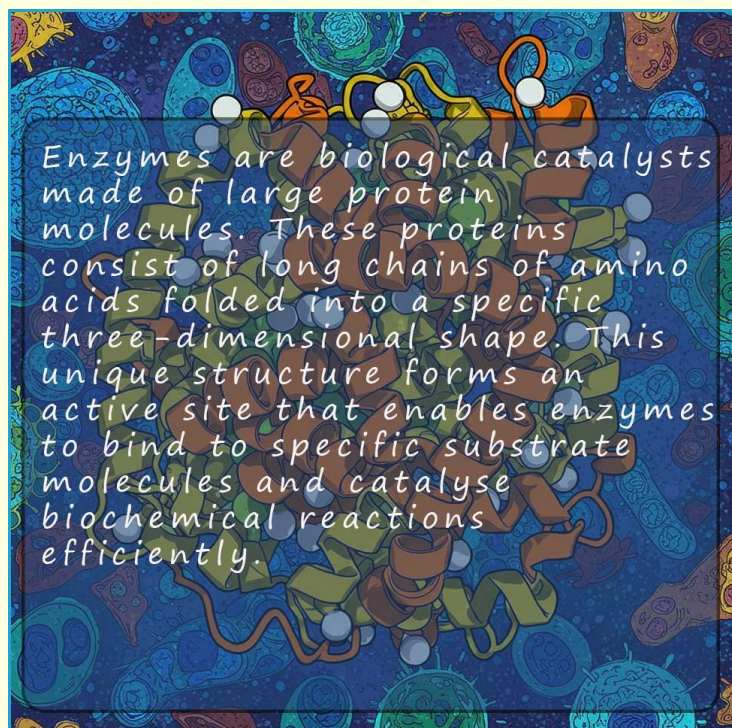 Enzymes are biological catalysts
made of large protein
molecules. These proteins
consist of long chains of amino
acids folded into a specific
three-dimensional shape. This
unique structure forms an
active site that enables enzymes
to bind to specific substrate
molecules and catalyse
biochemical reactions
efficiently.